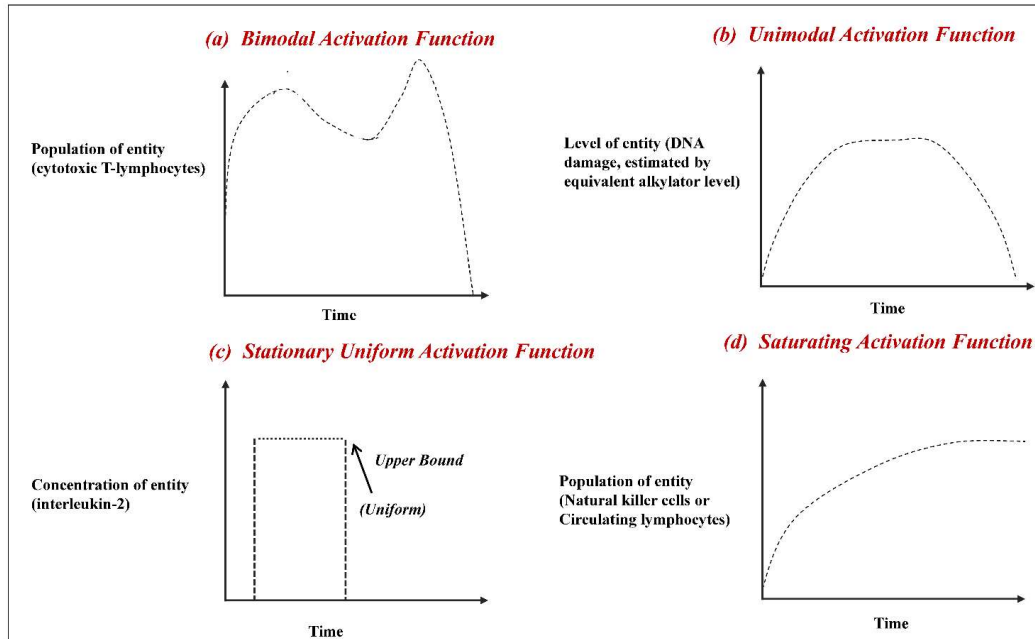 (a) Bimodal Activation Function
Population of entity
(cytotoxic T-lymphocytes)
Time
(b) Unimodal Activation Function
Level of entity (DNA
damage, estimated by
equivalent alkylator level)
Time
(c) Stationary Uniform Activation Function
Concentration of entity
(interleukin-2)
Upper Bound
(Uniform)
Time
(d) Saturating Activation Function
Population of entity
(Natural killer cells or
Circulating lymphocytes)
Time